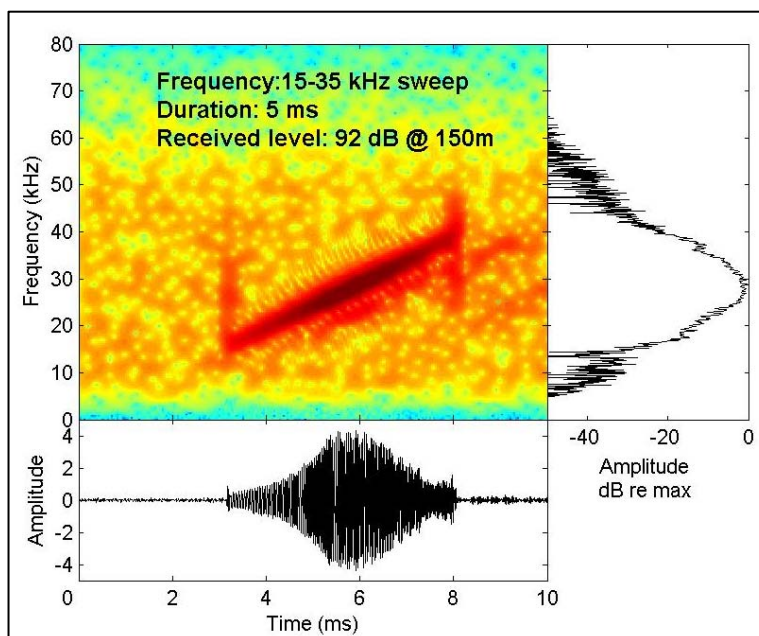 80
70
60
50
40
30
20
10
0
Frequency (kHz)
Frequency:15-35 kHz sweep
Duration: 5 ms
Received level: 92 dB @ 150m
-40 -20 0
Amplitude
dB re max
4
2
0
-2
-4
Amplitude
0 2 4 6 8 10
Time (ms)